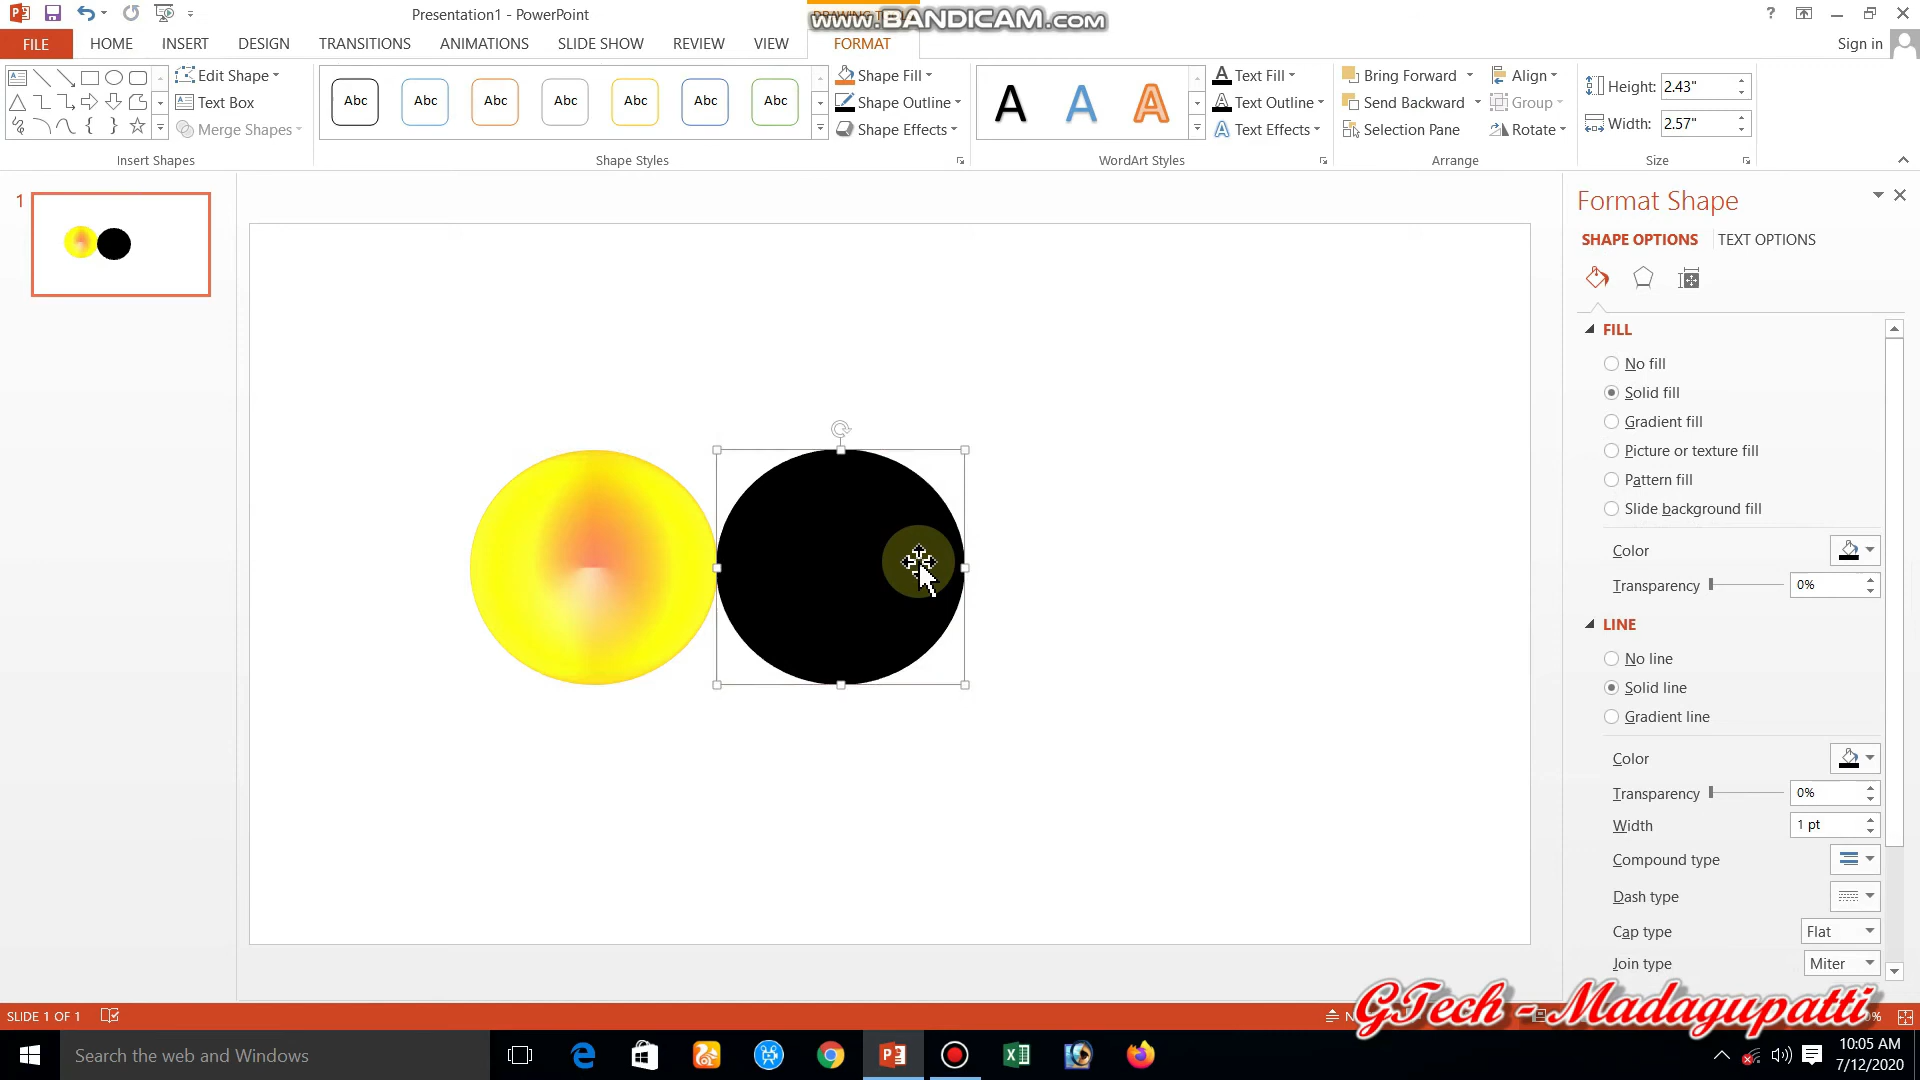 Presentation1 - PowerPoint
www.BANDICAM.com
FILE HOME INSERT DESIGN TRANSITIONS ANIMATIONS SLIDE SHOW REVIEW VIEW FORMAT
Sign in
Edit Shape
Text Box
Merge Shapes
Insert Shapes
Abc Abc Abc Abc Abc Abc Abc
Shape Fill
Shape Outline
Shape Effects
Shape Styles
A A A
Text Fill
Text Outline
Text Effects
WordArt Styles
Bring Forward
Send Backward
Selection Pane
Align
Group
Rotate
Arrange
Height: 2.43"
Width: 2.57"
Size
1
Format Shape
SHAPE OPTIONS TEXT OPTIONS
FILL
No fill
Solid fill
Gradient fill
Picture or texture fill
Pattern fill
Slide background fill
Color
Transparency 0%
LINE
No line
Solid line
Gradient line
Color
Transparency 0%
Width 1 pt
Compound type
Dash type
Cap type Flat
Join type Miter
GTech - Madagupatti
SLIDE 1 OF 1
Search the web and Windows
10:05 AM
7/12/2020